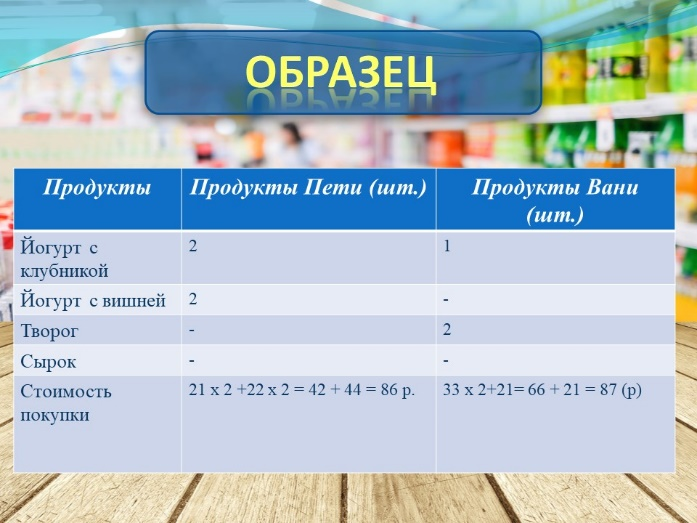 ОБРАЗЕЦ
Продукты
Продукты Пети (шт.)
Продукты Вани
(шт.)
Йогурт с
клубникой
2
1
Йогурт с вишней
2
-
Творог
-
2
Сырок
-
-
Стоимость
покупки
21 х 2 +22 х 2 = 42 + 44 = 86 р.
33 х 2+21= 66 + 21 = 87 (р)